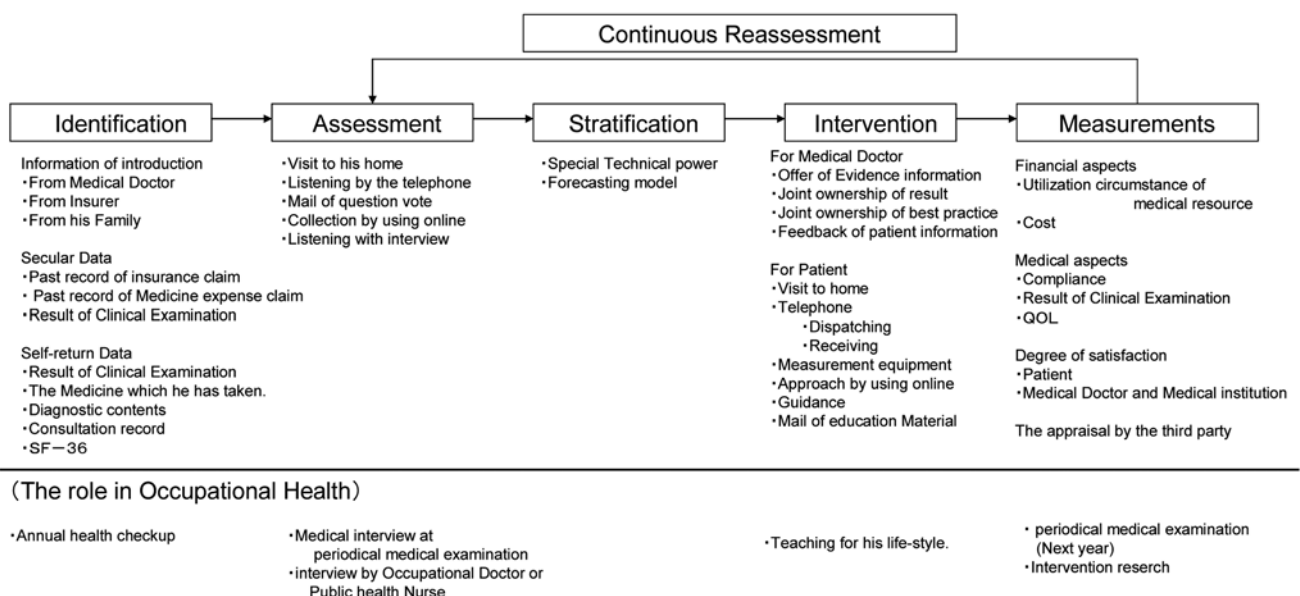 Continuous Reassessment
Identification
Assessment
Stratification
Intervention
Measurements
Information of introduction
・From Medical Doctor
・From Insurer
・From his Family
Secular Data
・Past record of insurance claim
・ Past record of Medicine expense claim
・Result of Clinical Examination
Self-return Data
・Result of Clinical Examination
・The Medicine which he has taken.
・Diagnostic contents
・Consultation record
・SF－36
・Visit to his home
・Listening by the telephone
・Mail of question vote
・Collection by using online
・Listening with interview
・Special Technical power
・Forecasting model
For Medical Doctor
・Offer of Evidence information
・Joint ownership of result
・Joint ownership of best practice
・Feedback of patient information
For Patient
・Visit to home
・Telephone
・Dispatching
・Receiving
・Measurement equipment
・Approach by using online
・Guidance
・Mail of education Material
Financial aspects
・Utilization circumstance of
medical resource
・Cost
Medical aspects
・Compliance
・Result of Clinical Examination
・QOL
Degree of satisfaction
・Patient
・Medical Doctor and Medical institution
The appraisal by the third party
（The role in Occupational Health）
・Annual health checkup
・Medical interview at
periodical medical examination
・interview by Occupational Doctor or
Public health Nurse
・Teaching for his life-style.
・ periodical medical examination
(Next year)
・Intervention reserch